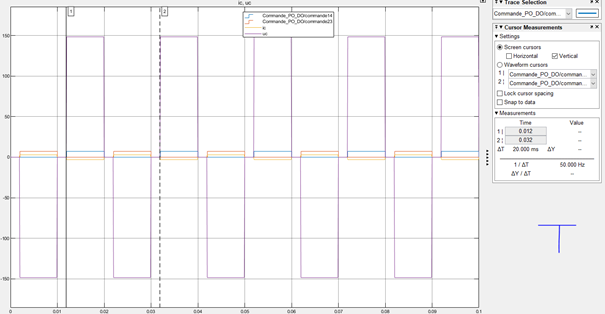 ic, uc
1
2
Commande_PO_DO/commande14
Commande_PO_DO/commande23
ic
uc
150
100
50
0
-50
-100
-150
0
0.01
0.02
0.03
0.04
0.05
0.06
0.07
0.08
0.09
0.1
Trace Selection
Commande_PO_DO/com...
Cursor Measurements
Settings
Screen cursors
Horizontal
Vertical
Waveform cursors
1
Commande_PO_DO/comman...
2
Commande_PO_DO/comman...
Lock cursor spacing
Snap to data
Measurements
Time Value
1 0.012 --
2 0.032 --
ΔT 20.000 ms ΔY --
1 / ΔT 50.000 Hz
ΔY / ΔT --
T